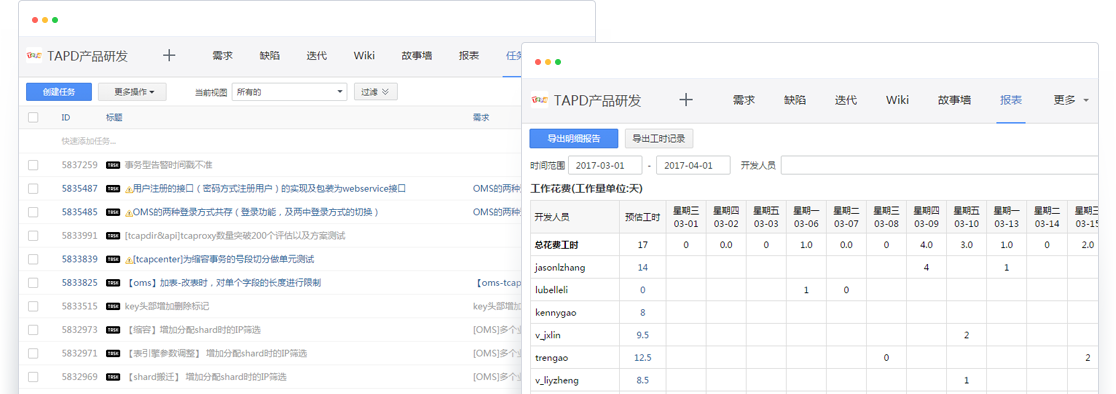 TAPD产品研发 需求 缺陷 迭代 Wiki 故事墙 报表 任务
创建任务 更多操作 当前视图 所有的 过滤
ID 标题 需求
快速添加任务...
5837259 TASK 事务型告警时间戳不准
5835487 TASK 用户注册的接口（密码方式注册用户）的实现及包装为webservice接口 OMS的两种
5835485 TASK OMS的两种登录方式共存（登录功能，及两中登录方式的切换） OMS的两种
5833991 TASK [tcapdir&api]tcaproxy数量突破200个评估以及方案测试
5833839 TASK [tcapcenter]为缩容事务的号段切分做单元测试
5833825 TASK 【oms】加表-改表时，对单个字段的长度进行限制 【oms-tcap
5833515 TASK key头部增加删除标记 key头部增加
5832973 TASK 【缩容】增加分配shard时的IP筛选 [OMS]多个业
5832971 TASK 【表引擎参数调整】 增加分配shard时的IP筛选 [OMS]多个业
5832969 TASK 【shard搬迁】 增加分配shard时的IP筛选 [OMS]多个
TAPD产品研发 需求 缺陷 迭代 Wiki 故事墙 报表 更多
导出明细报告 导出工时记录
时间范围 2017-03-01 - 2017-04-01 开发人员
工作花费(工作量单位:天)
开发人员 预估工时 星期三 星期四 星期五 星期一 星期二 星期三 星期四 星期五 星期一 星期二 星期三
03-01 03-02 03-03 03-06 03-07 03-08 03-09 03-10 03-13 03-14 03-15
总花费工时 17 0 0.0 0 1.0 0.0 0 4.0 3.0 1.0 0 2.0
jasonlzhang 14 4 1
lubelleli 0 1 0
kennygao 8
v_jxlin 9.5 2
trengao 12.5 0 2
v_liyzheng 8.5 1